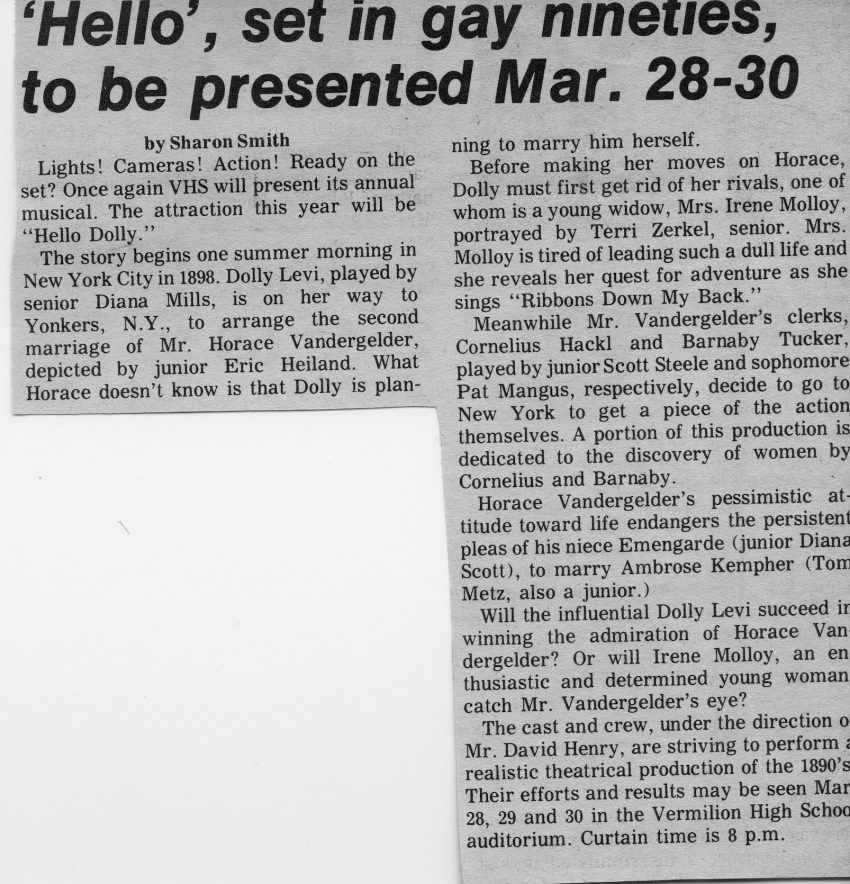 'Hello', set in gay nineties,
to be presented Mar. 28-30
by Sharon Smith
Lights! Cameras! Action! Ready on the
set? Once again VHS will present its annual
musical. The attraction this year will be
"Hello Dolly."
The story begins one summer morning in
New York City in 1898. Dolly Levi, played by
senior Diana Mills, is on her way to
Yonkers, N.Y., to arrange the second
marriage of Mr. Horace Vandergelder,
depicted by junior Eric Heiland. What
Horace doesn't know is that Dolly is plan-
ning to marry him herself.
Before making her moves on Horace,
Dolly must first get rid of her rivals, one of
whom is a young widow, Mrs. Irene Molloy,
portrayed by Terri Zerkel, senior. Mrs.
Molloy is tired of leading such a dull life and
she reveals her quest for adventure as she
sings "Ribbons Down My Back."
Meanwhile Mr. Vandergelder's clerks,
Cornelius Hackl and Barnaby Tucker,
played by junior Scott Steele and sophomore
Pat Mangus, respectively, decide to go to
New York to get a piece of the action
themselves. A portion of this production is
dedicated to the discovery of women by
Cornelius and Barnaby.
Horace Vandergelder's pessimistic at-
titude toward life endangers the persistent
pleas of his niece Emengarde (junior Diana
Scott), to marry Ambrose Kempher (Tom
Metz, also a junior.)
Will the influential Dolly Levi succeed in
winning the admiration of Horace Van-
dergelder? Or will Irene Molloy, an en
thusiastic and determined young woman
catch Mr. Vandergelder's eye?
The cast and crew, under the direction o
Mr. David Henry, are striving to perform a
realistic theatrical production of the 1890's
Their efforts and results may be seen Mar
28, 29 and 30 in the Vermilion High Schoo
auditorium. Curtain time is 8 p.m.